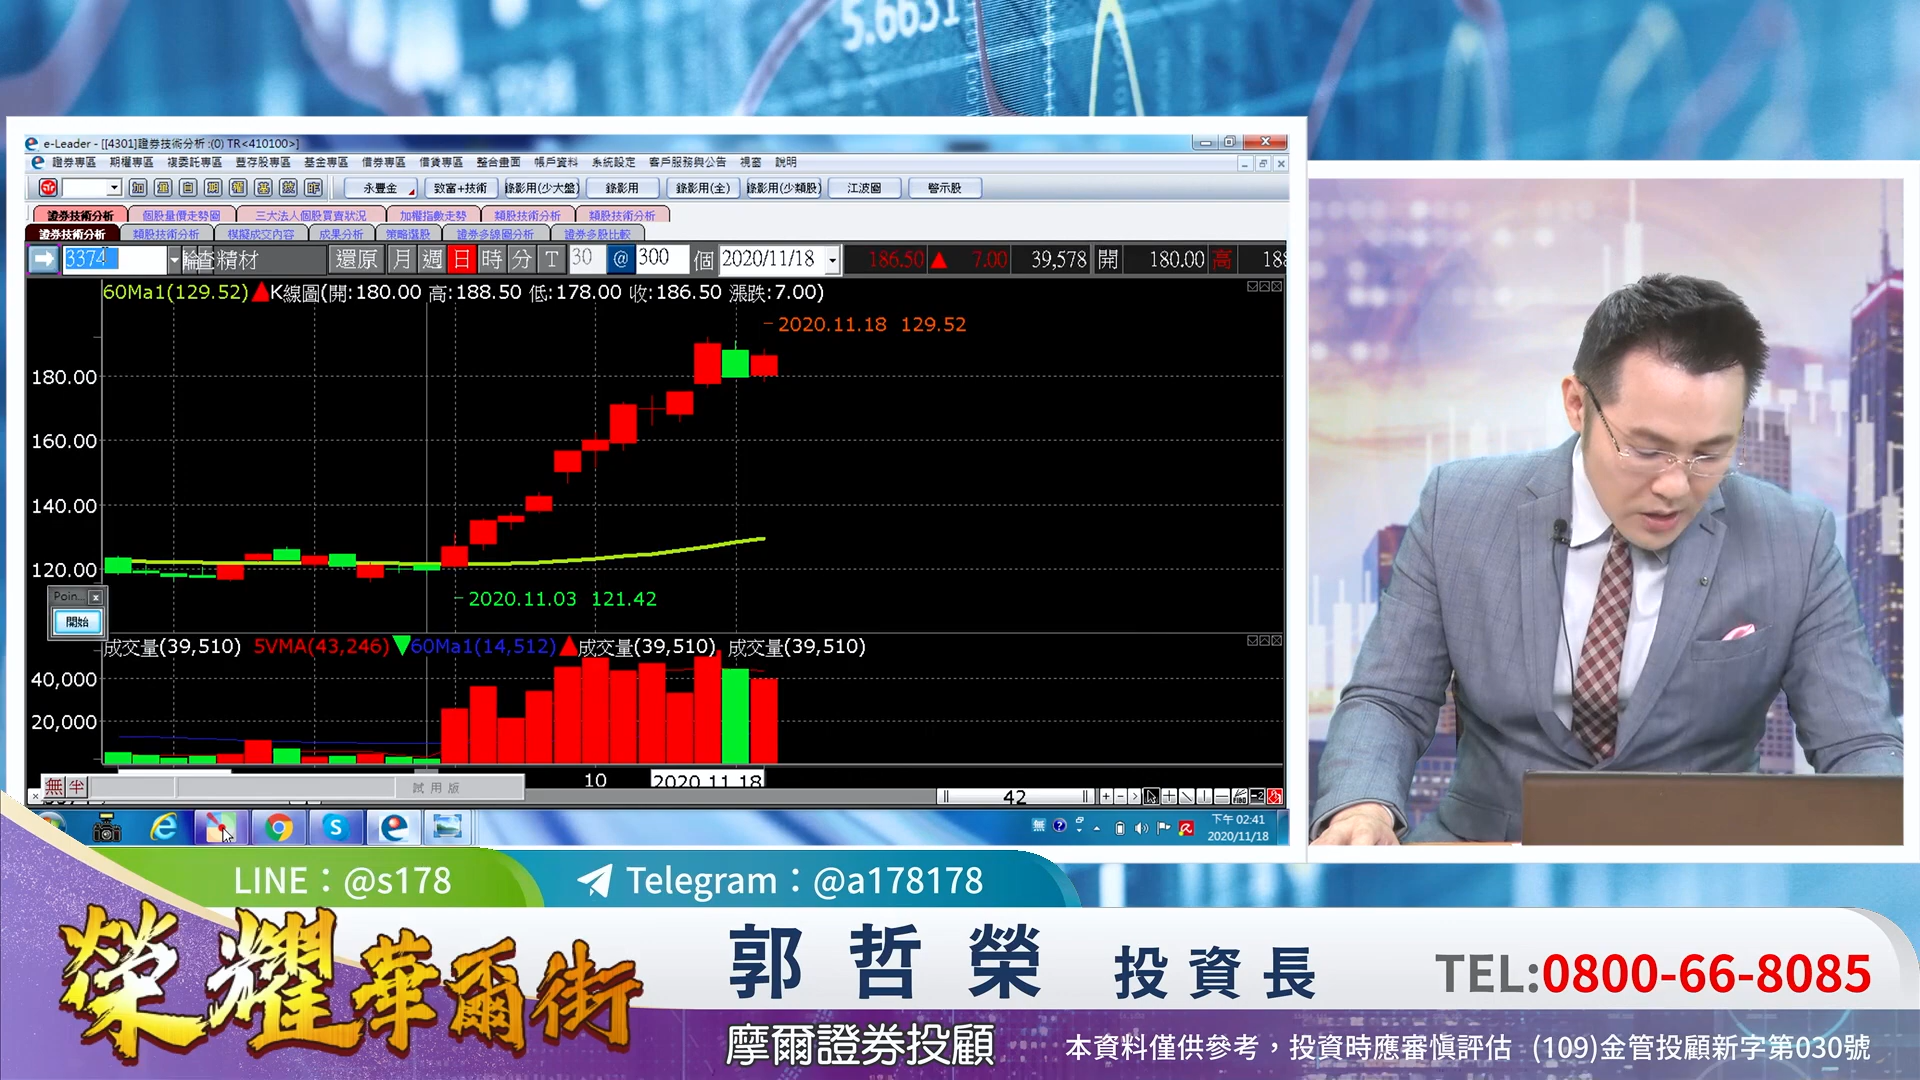 5.6631
e-Leader - [[4301]證券技術分析 :(0) TR<410100>]
證券專區 期權專區 複委託專區 豐存股專區 基金專區 借券專區 借貸專區 整合畫面 帳戶資料 系統設定 客戶服務與公告 視窗 說明
永豐金 致富+技術 錄影用(少大盤) 錄影用 錄影用(全) 錄影用(少類股) 江波圖 警示股
證券技術分析 個股量價走勢圖 三大法人個股買賣狀況 加權指數走勢 類股技術分析 類股技術分析
證券技術分析 類股技術分析 模擬成交內容 成果分析 策略選股 證券多線圖分析 證券多股比較
3374 精材 還原 月 週 日 時 分 T 30 @ 300 個 2020/11/18 186.50 ▲ 7.00 39,578 開 180.00 高 188
60Ma1(129.52)▲K線圖(開:180.00 高:188.50 低:178.00 收:186.50 漲跌:7.00)
2020.11.18 129.52
180.00
160.00
140.00
120.00
2020.11.03 121.42
Poin... x
開始
成交量(39,510) 5VMA(43,246)▼60Ma1(14,512)▲成交量(39,510) 成交量(39,510)
40,000
20,000
10 2020.11.18
無 半 試用版
42
無
下午 02:41
2020/11/18
LINE：@s178
Telegram：@a178178
榮耀華爾街
郭哲榮 投資長
TEL:0800-66-8085
摩爾證券投顧
本資料僅供參考，投資時應審慎評估 (109)金管投顧新字第030號